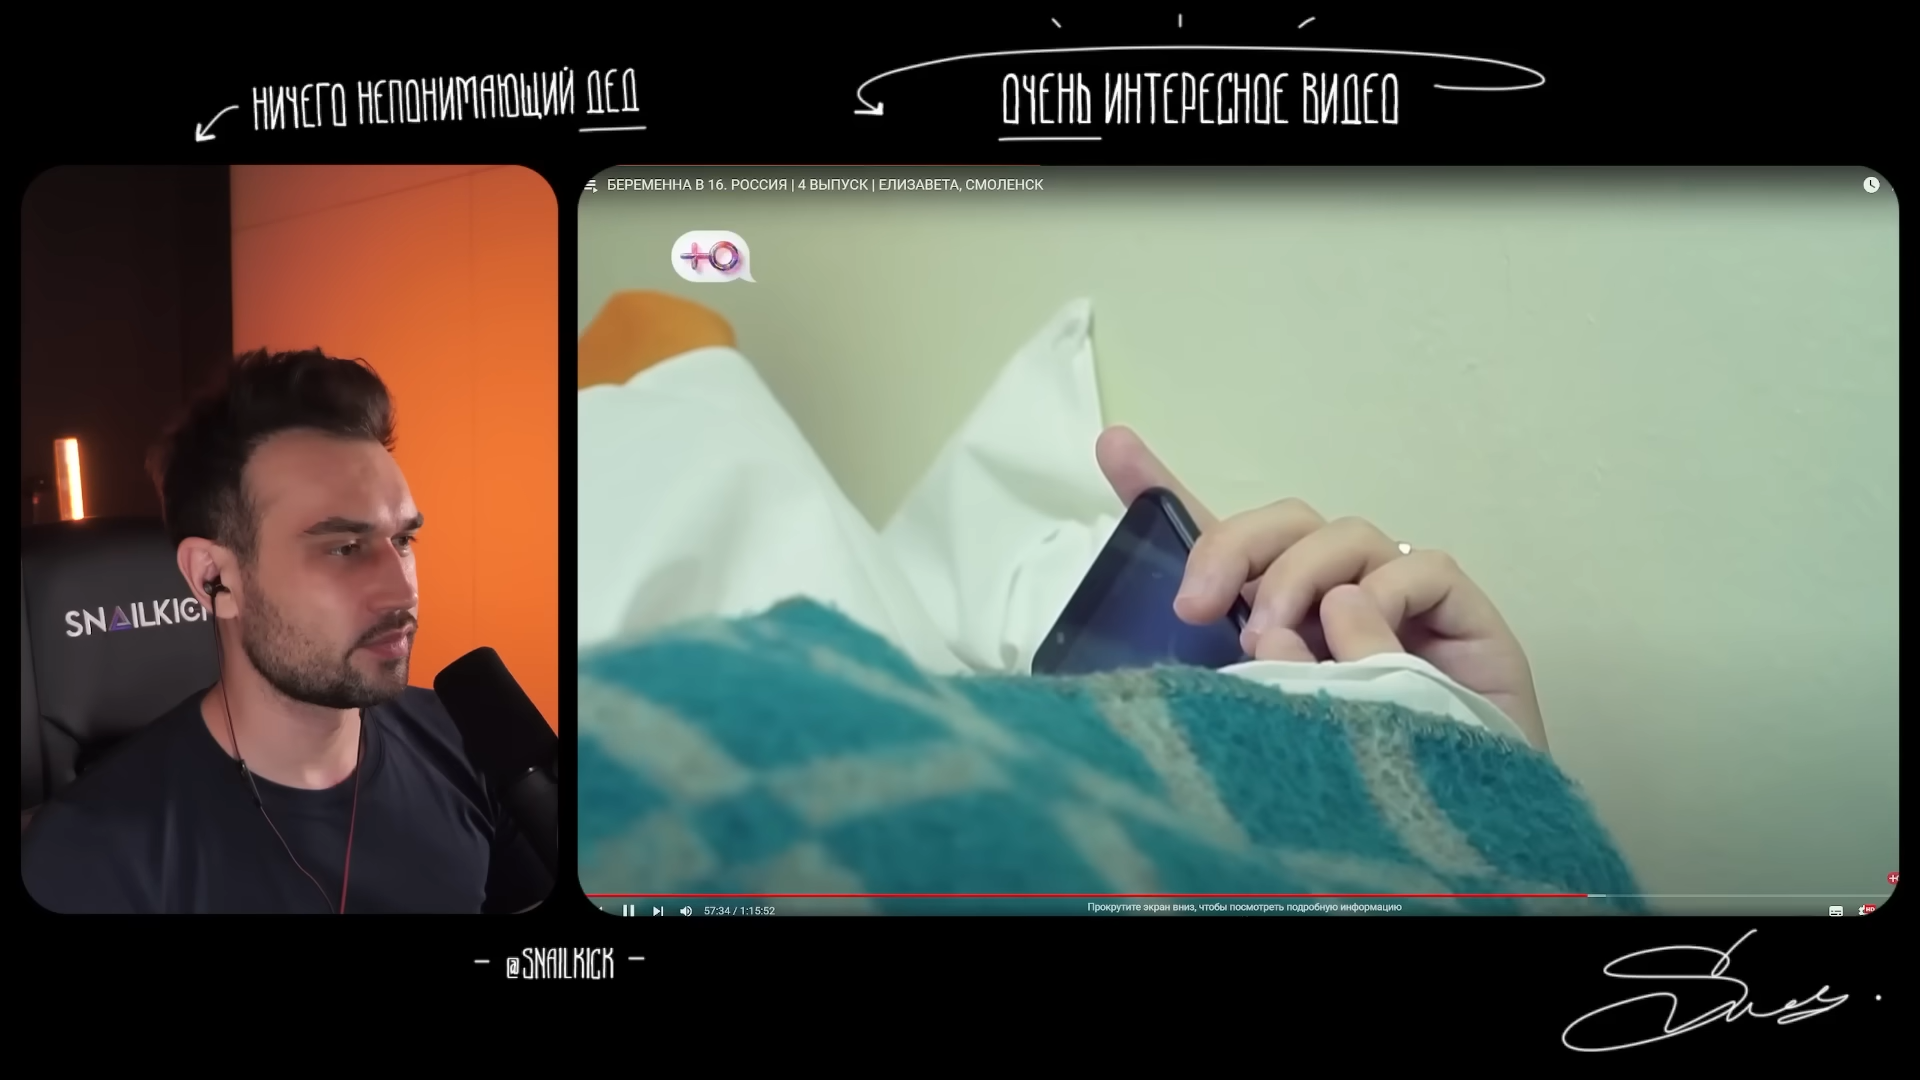 НИЧЕГО НЕПОНИМАЮЩИЙ ДЕД
ОЧЕНЬ ИНТЕРЕСНОЕ ВИДЕО
БЕРЕМЕННА В 16. РОССИЯ | 4 ВЫПУСК | ЕЛИЗАВЕТА, СМОЛЕНСК
Ю
SNAILKICK
57:34 / 1:15:52
Прокрутите экран вниз, чтобы посмотреть подробную информацию
HD
- @SNAILKICK -